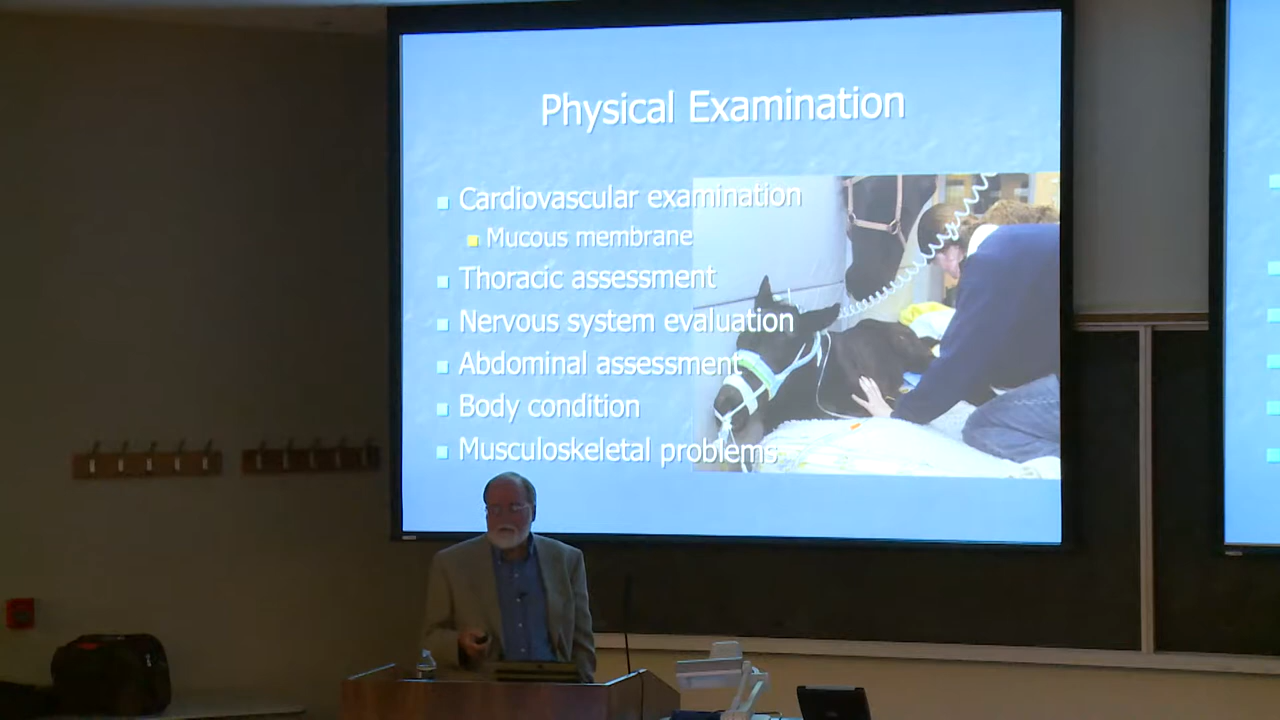 Physical Examination
Cardiovascular examination
Mucous membrane
Thoracic assessment
Nervous system evaluation
Abdominal assessment
Body condition
Musculoskeletal problems